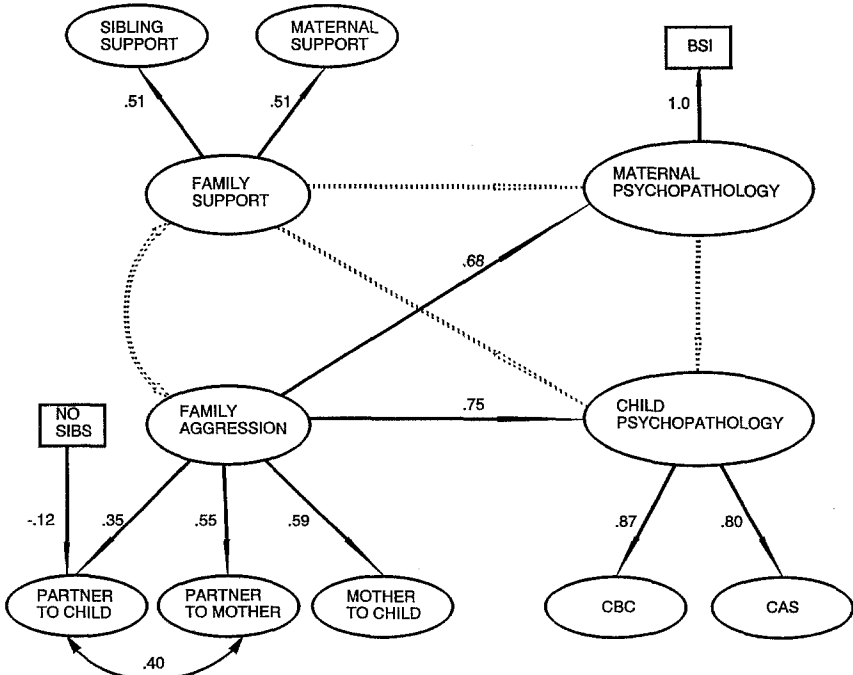 SIBLING
SUPPORT
MATERNAL
SUPPORT
BSI
.51
.51
1.0
FAMILY
SUPPORT
MATERNAL
PSYCHOPATHOLOGY
.68
NO
SIBS
FAMILY
AGGRESSION
.75
CHILD
PSYCHOPATHOLOGY
-.12
.35
.55
.59
.87
.80
PARTNER
TO CHILD
PARTNER
TO MOTHER
MOTHER
TO CHILD
CBC
CAS
.40